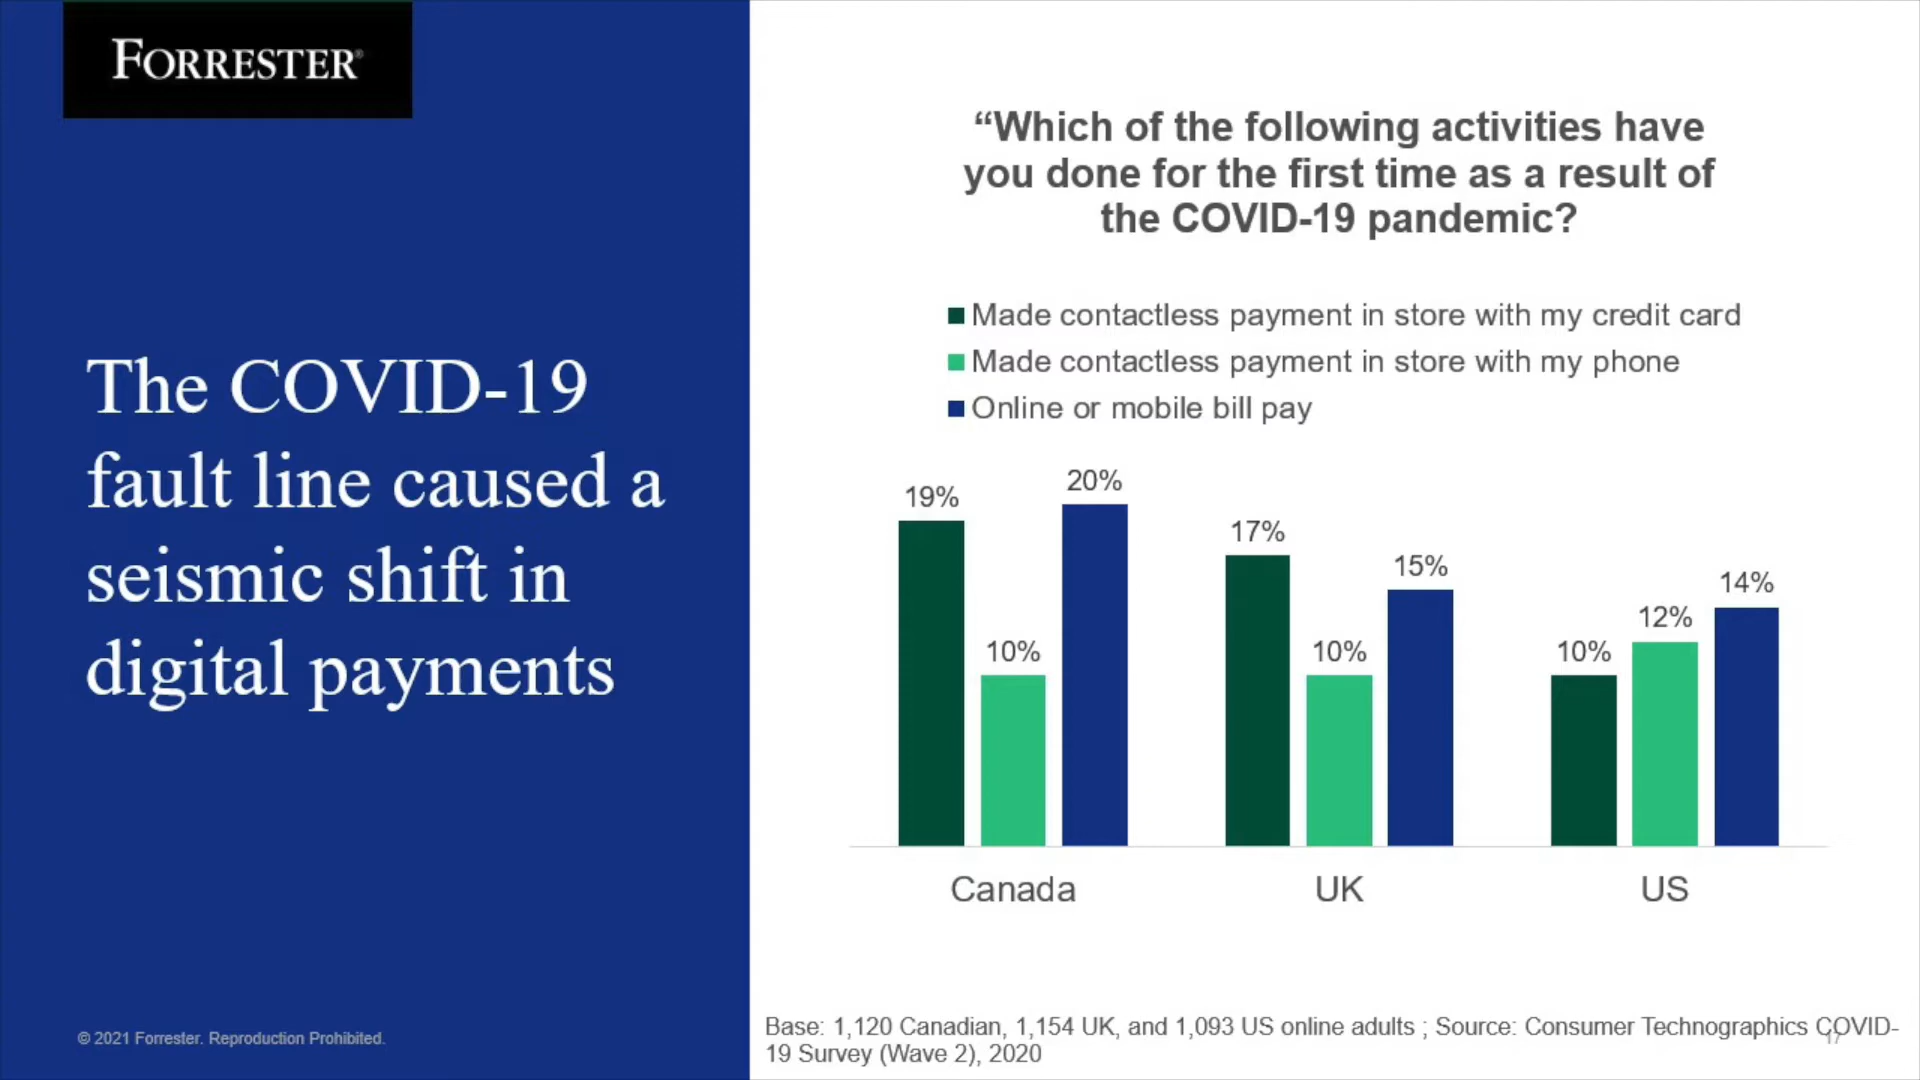 FORRESTER®
The COVID-19
fault line caused a
seismic shift in
digital payments
© 2021 Forrester. Reproduction Prohibited.
“Which of the following activities have
you done for the first time as a result of
the COVID-19 pandemic?
Made contactless payment in store with my credit card
Made contactless payment in store with my phone
Online or mobile bill pay
19% 10% 20% 17% 10% 15% 10% 12% 14%
Canada UK US
Base: 1,120 Canadian, 1,154 UK, and 1,093 US online adults ; Source: Consumer Technographics COVID-
19 Survey (Wave 2), 2020
17